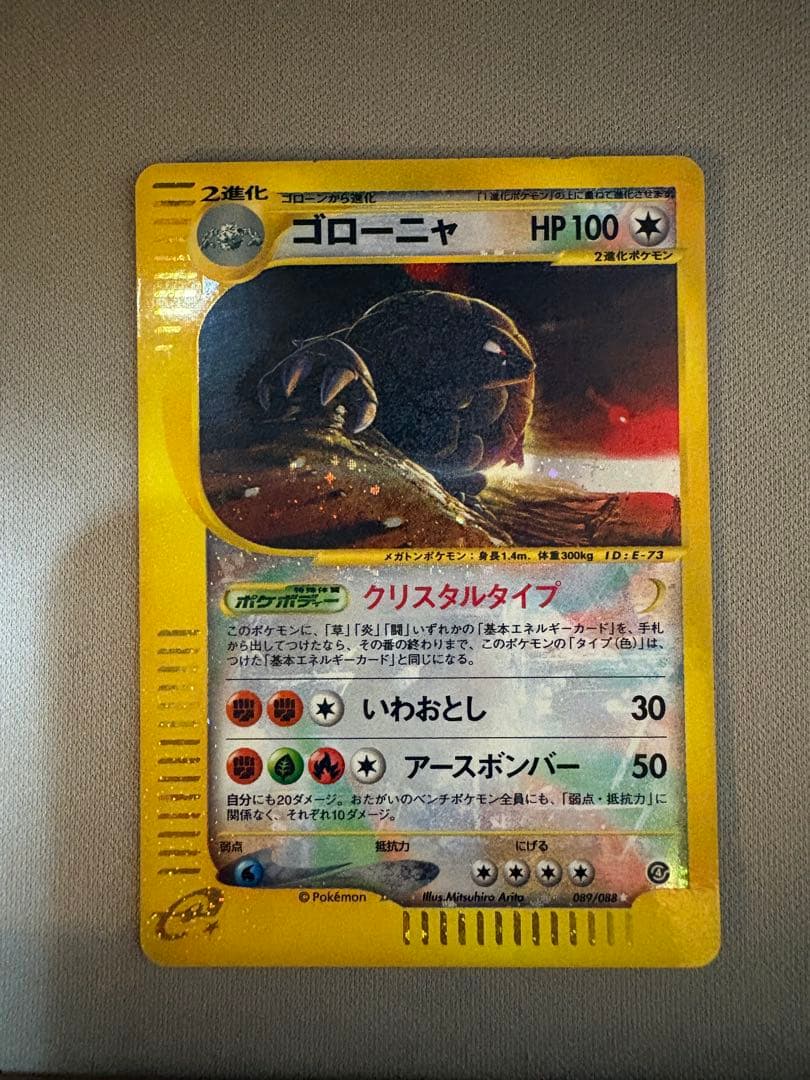 2進化 ゴローンから進化 「1進化ポケモン」の上に重ねて進化させます
ゴローニャ HP 100
2進化ポケモン
メガトンポケモン：身長1.4m. 体重300kg ID：E-73
特殊体質
ポケボディー クリスタルタイプ
このポケモンに、「草」「炎」「闘」いずれかの「基本エネルギーカード」を、手札
から出してつけたなら、その番の終わりまで、このポケモンの「タイプ（色）」は、
つけた「基本エネルギーカード」と同じになる。
いわおとし 30
アースボンバー 50
自分にも20ダメージ。おたがいのベンチポケモン全員にも、「弱点・抵抗力」に
関係なく、それぞれ10ダメージ。
弱点 抵抗力 にげる
© Pokémon Illus.Mitsuhiro Arita 089/088